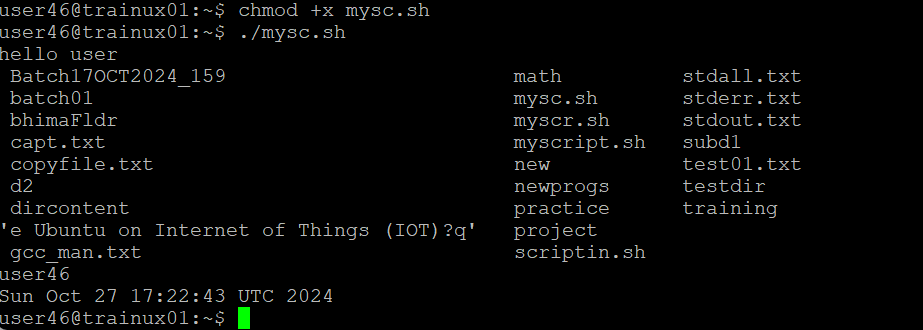 user46@trainux01:~$ chmod +x mysc.sh
user46@trainux01:~$ ./mysc.sh
hello user
 Batch17OCT2024_159                          math         stdall.txt
 batch01                                     mysc.sh      stderr.txt
 bhimaFldr                                   myscr.sh     stdout.txt
 capt.txt                                    myscript.sh  subd1
 copyfile.txt                                new          test01.txt
 d2                                          newprogs     testdir
 dircontent                                  practice     training
'e Ubuntu on Internet of Things (IOT)?q'   project
 gcc_man.txt                                 scriptin.sh
user46
Sun Oct 27 17:22:43 UTC 2024
user46@trainux01:~$